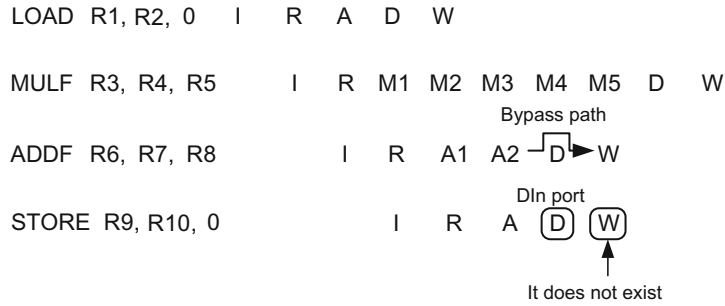 LOAD R1, R2, 0 I R A D W
MULF R3, R4, R5 I R M1 M2 M3 M4 M5 D W
Bypass path
ADDF R6, R7, R8 I R A1 A2 D W
DIn port
STORE R9, R10, 0 I R A D W
It does not exist